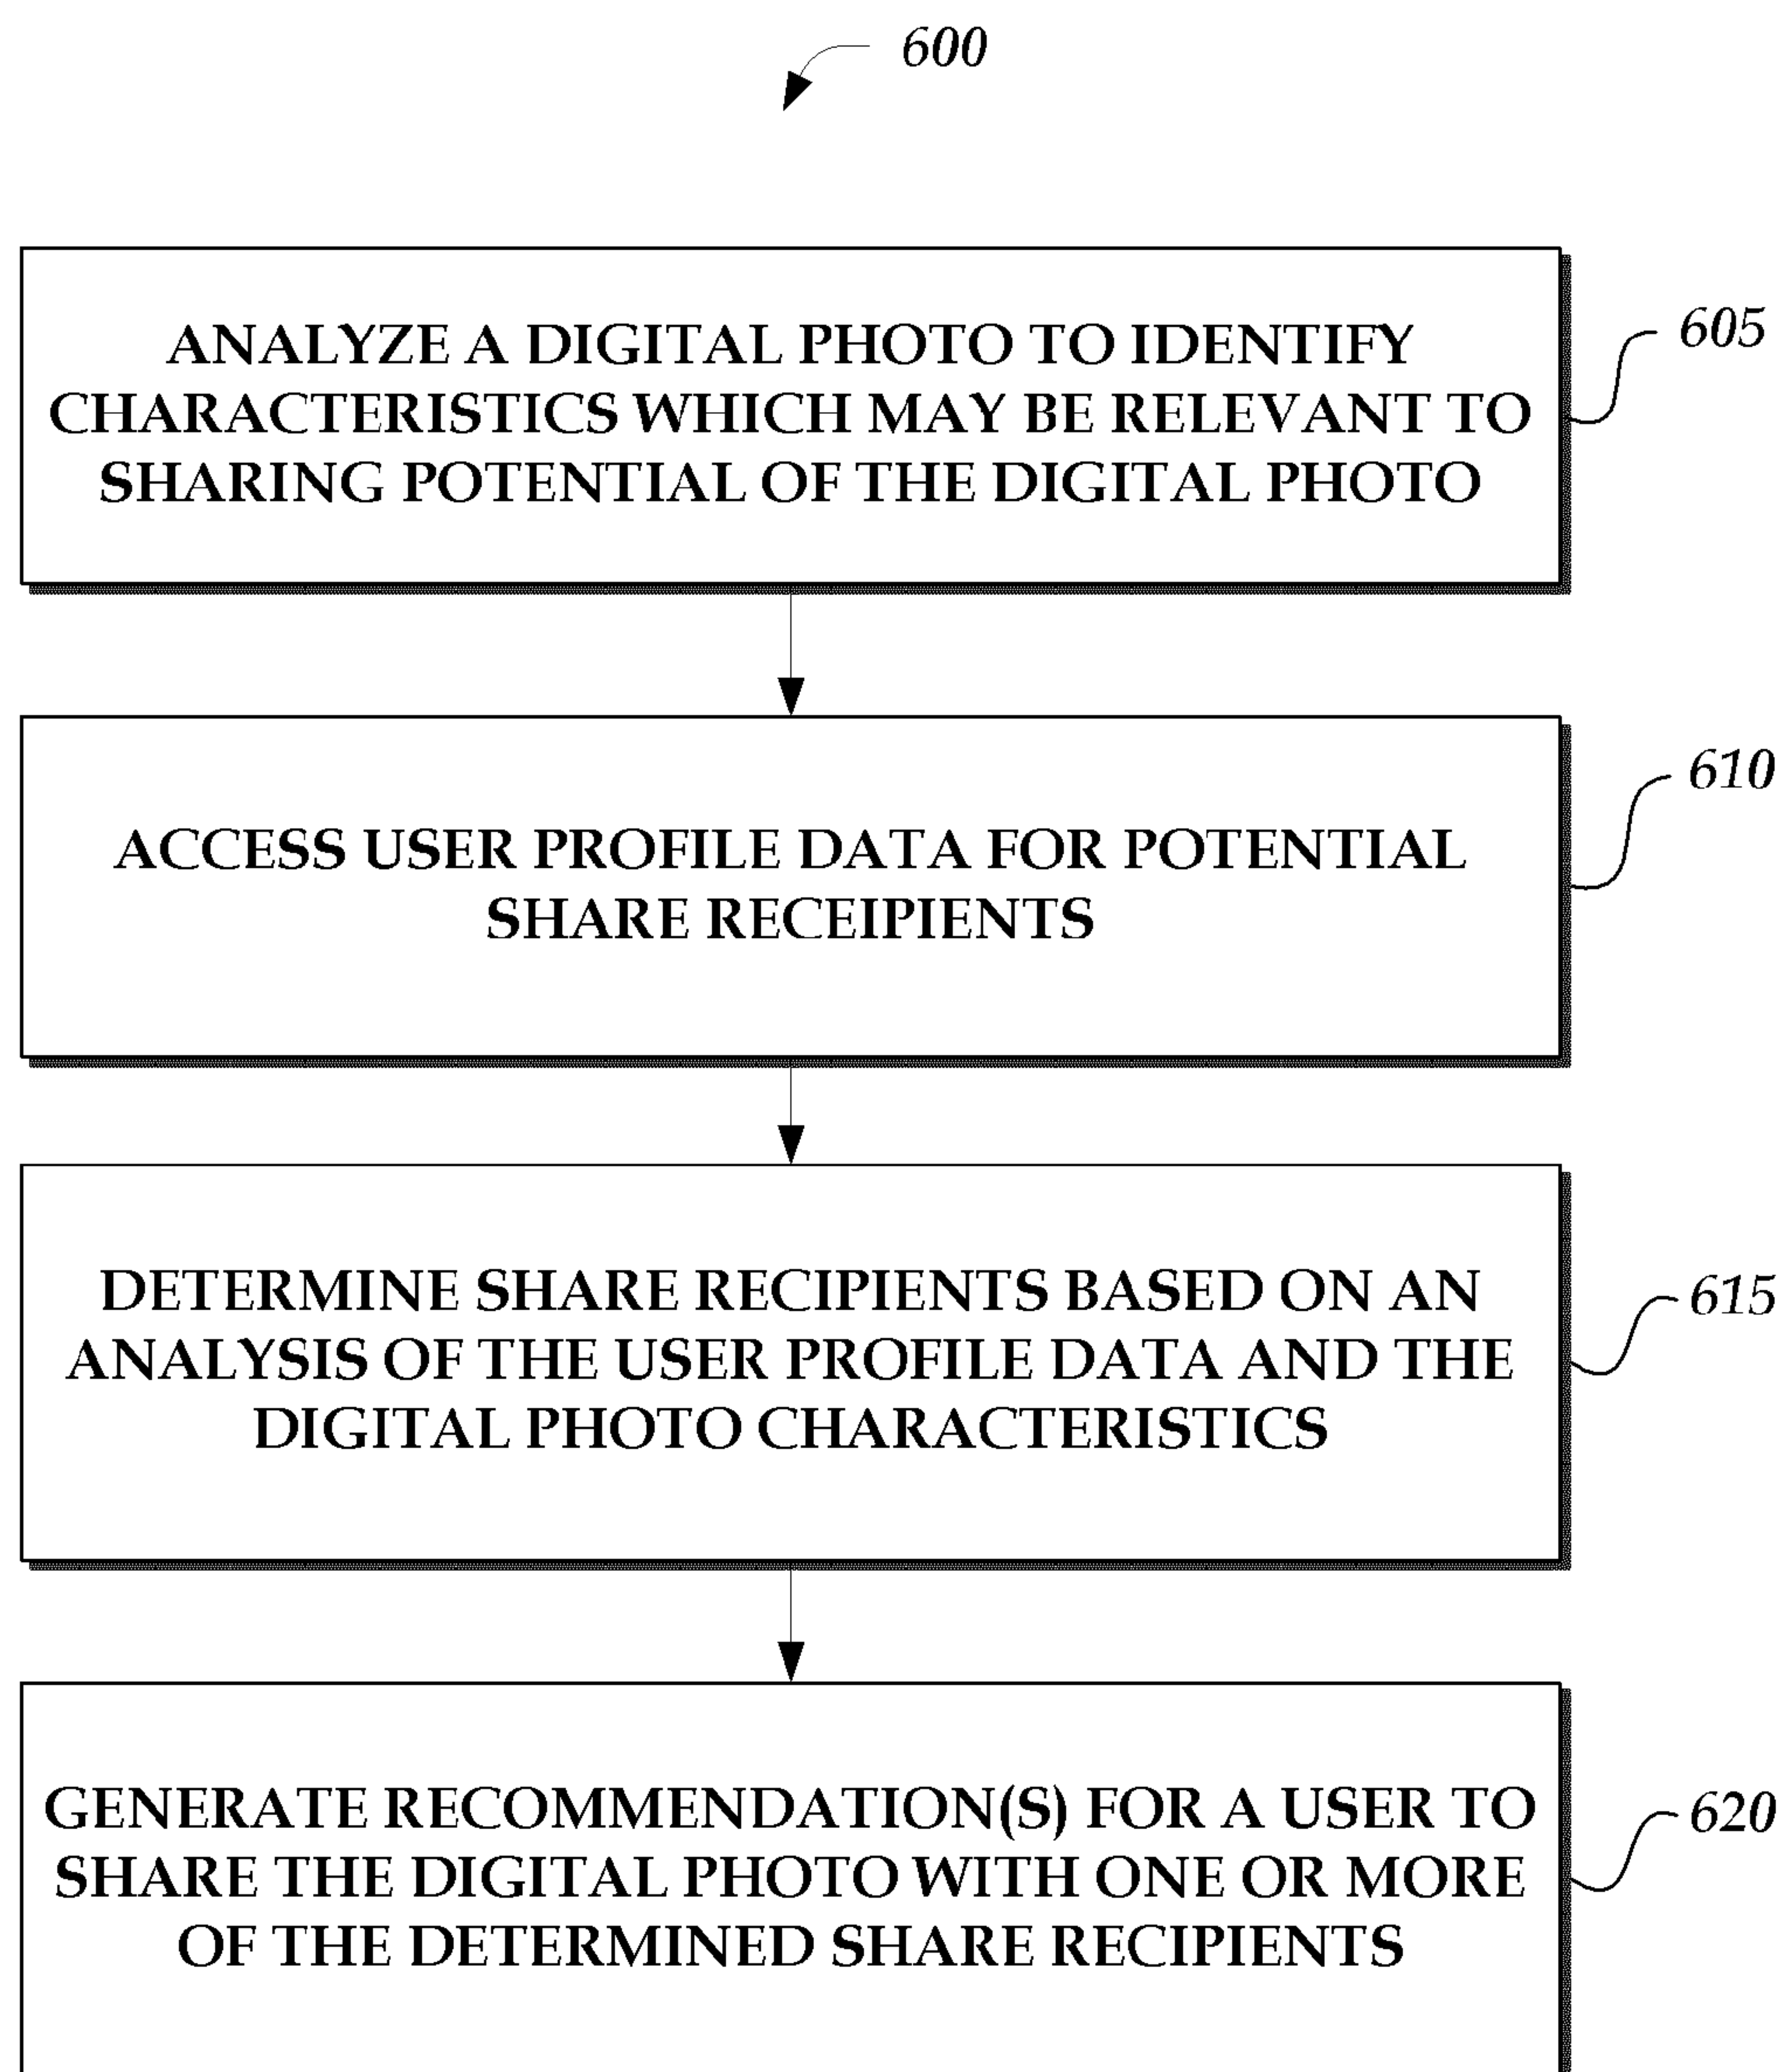 600
ANALYZE A DIGITAL PHOTO TO IDENTIFY
CHARACTERISTICS WHICH MAY BE RELEVANT TO
SHARING POTENTIAL OF THE DIGITAL PHOTO
605
ACCESS USER PROFILE DATA FOR POTENTIAL
SHARE RECEIPIENTS
610
DETERMINE SHARE RECIPIENTS BASED ON AN
ANALYSIS OF THE USER PROFILE DATA AND THE
DIGITAL PHOTO CHARACTERISTICS
615
GENERATE RECOMMENDATION(S) FOR A USER TO
SHARE THE DIGITAL PHOTO WITH ONE OR MORE
OF THE DETERMINED SHARE RECIPIENTS
620